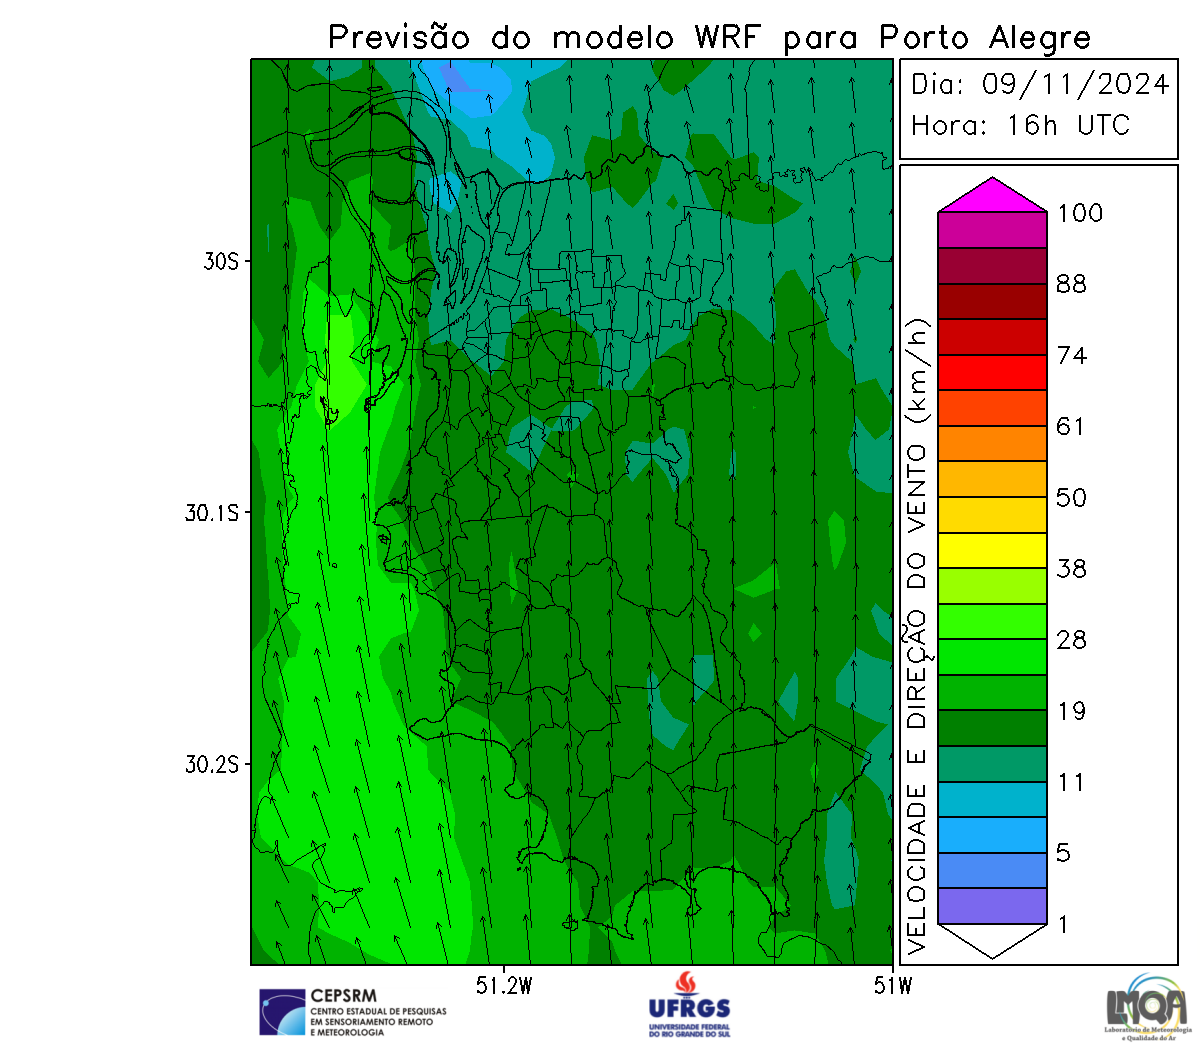 Previsão do modelo WRF para Porto Alegre
Dia: 09/11/2024
Hora: 16h UTC
30S
30.1S
30.2S
51.2W
51W
VELOCIDADE E DIREÇÃO DO VENTO (km/h)
100
88
74
61
50
38
28
19
11
5
1
CEPSRM
CENTRO ESTADUAL DE PESQUISAS
EM SENSORIAMENTO REMOTO
E METEOROLOGIA
UFRGS
UNIVERSIDADE FEDERAL
DO RIO GRANDE DO SUL
LMQA
Laboratório de Meteorologia
e Qualidade do Ar